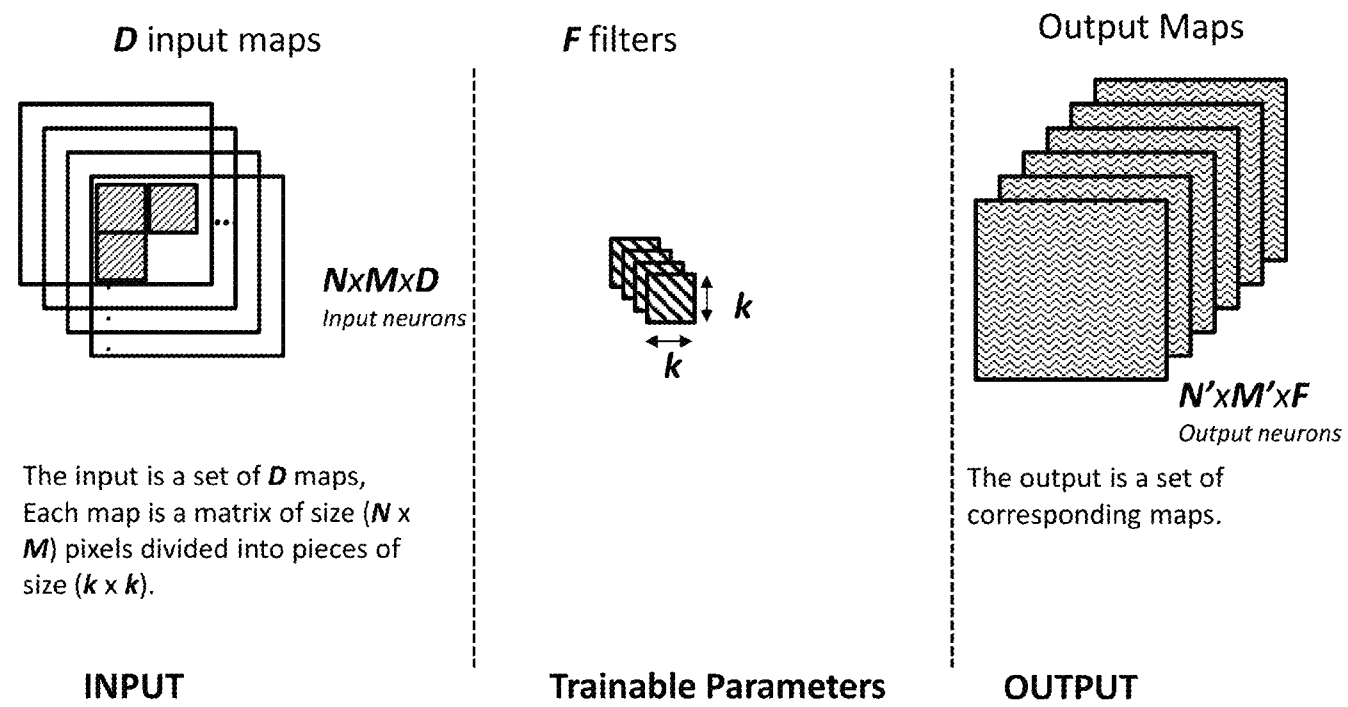 D input maps
F filters
Output Maps
...
NxMxD
Input neurons
k
k
N'xM'xF
Output neurons
The input is a set of D maps,
Each map is a matrix of size (N x
M) pixels divided into pieces of
size (k x k).
The output is a set of
corresponding maps.
INPUT
Trainable Parameters
OUTPUT